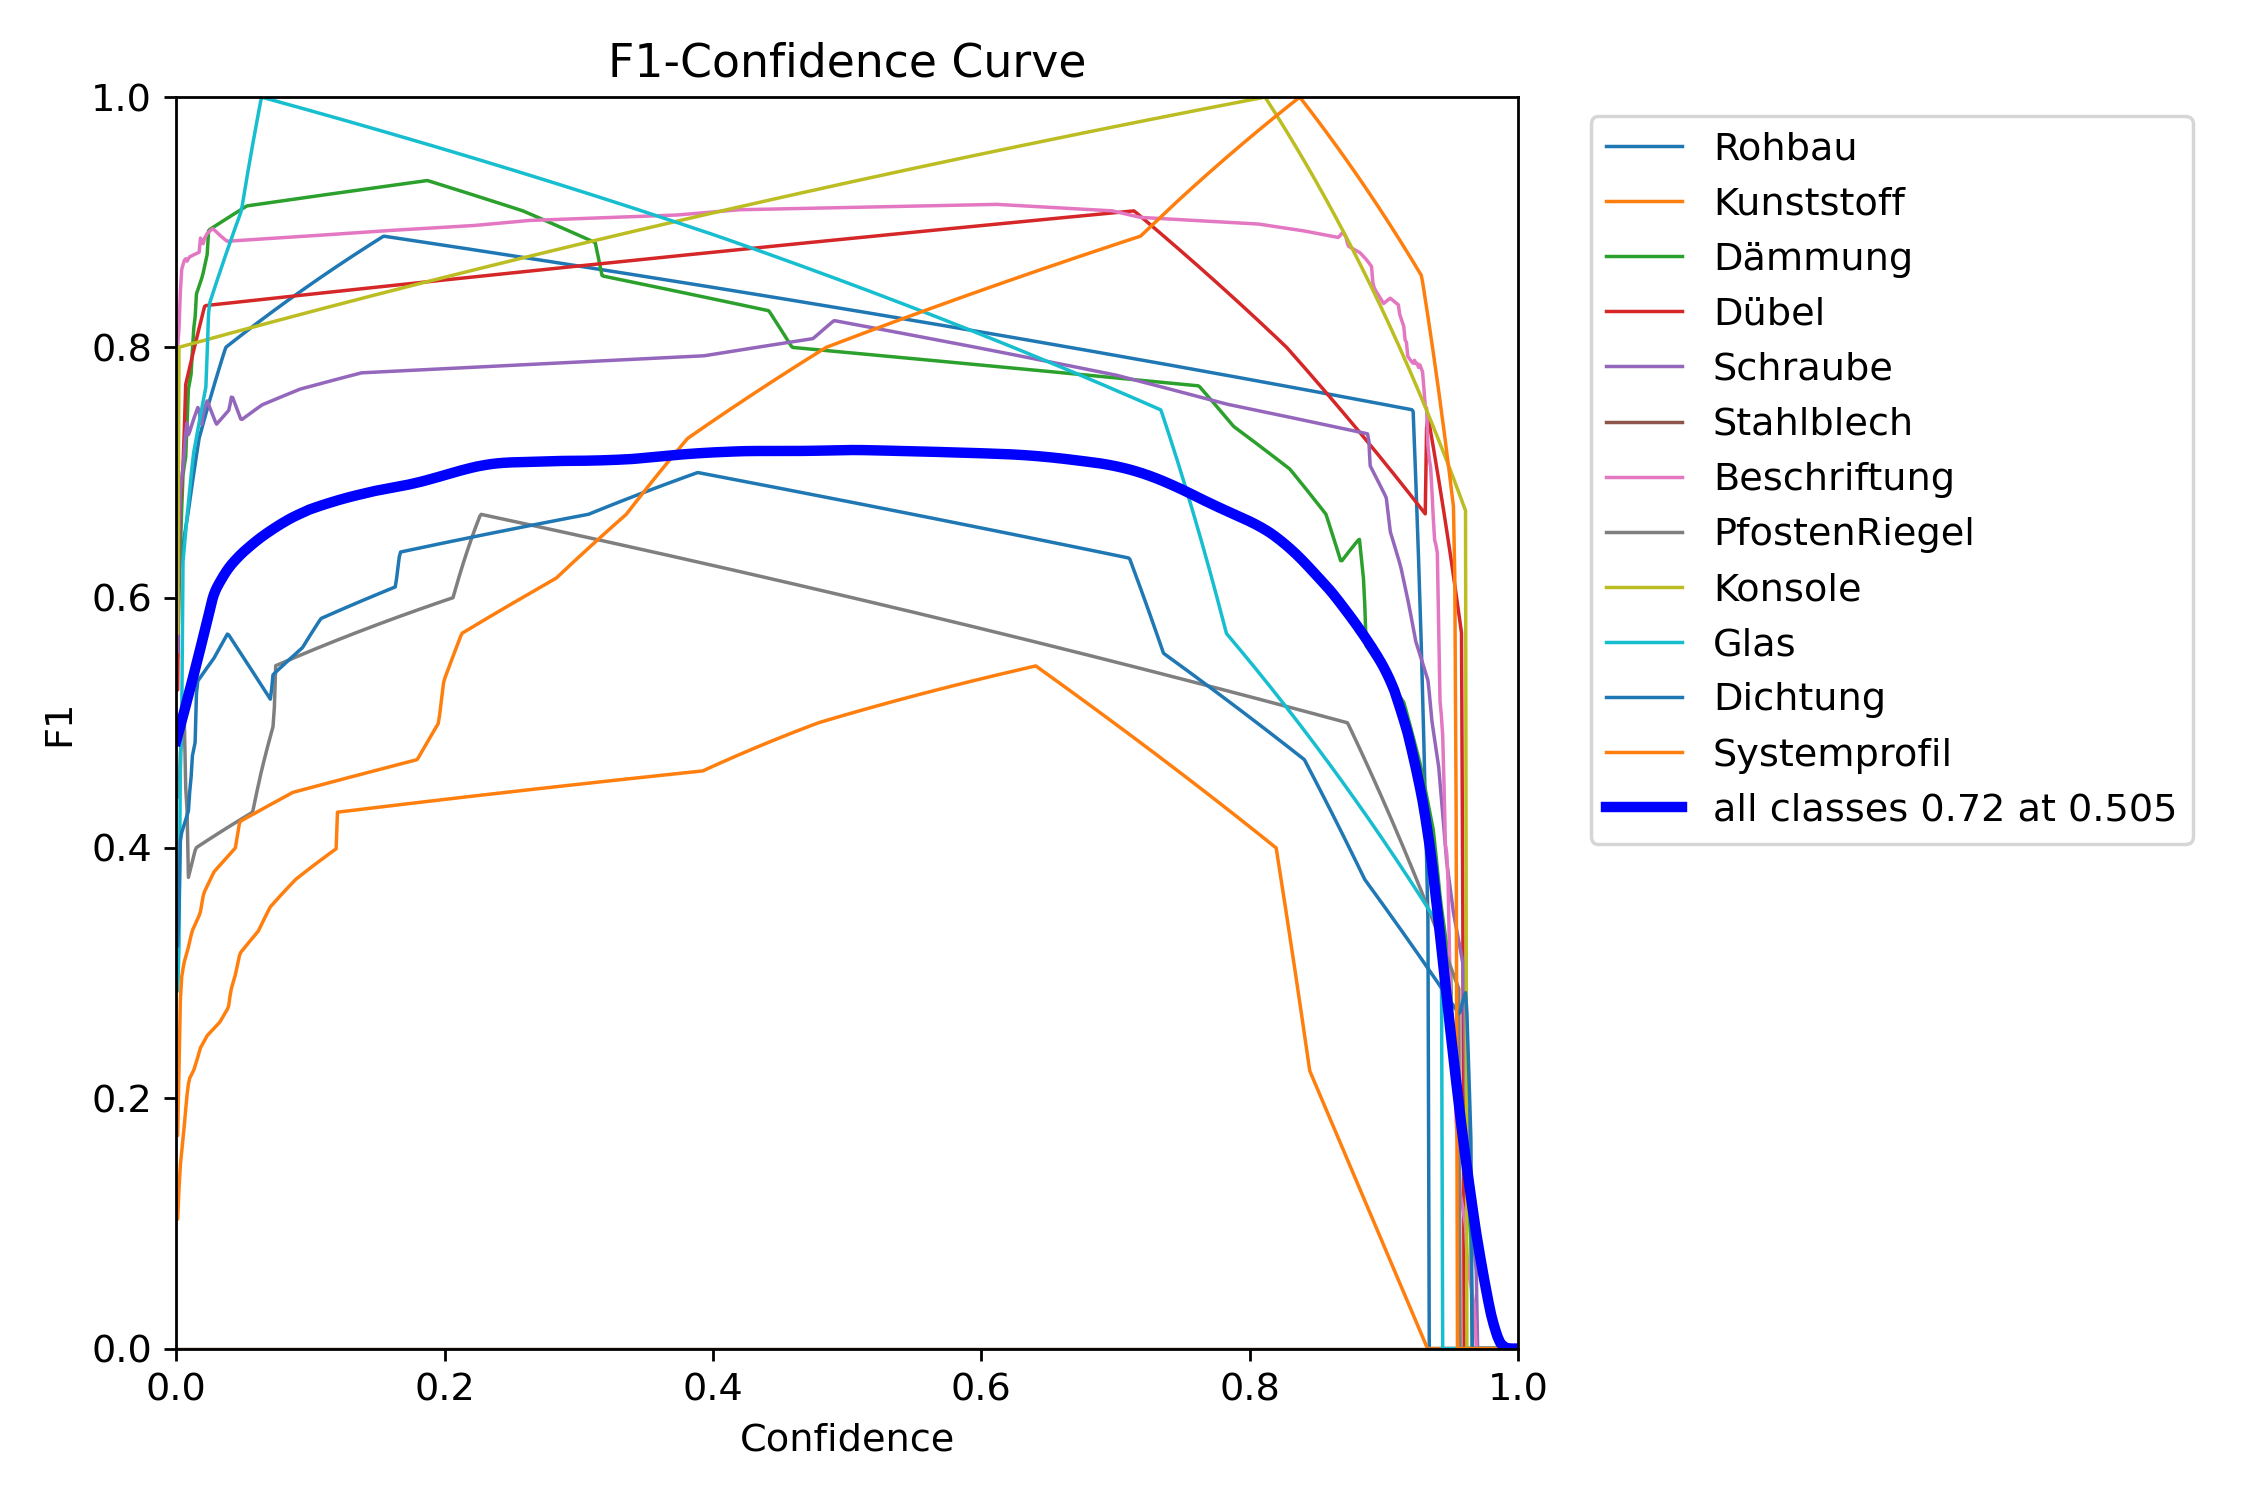 F1-Confidence Curve
1.0
0.8
0.6
0.4
0.2
0.0
F1
0.0 0.2 0.4 0.6 0.8 1.0
Confidence
Rohbau
Kunststoff
Dämmung
Dübel
Schraube
Stahlblech
Beschriftung
PfostenRiegel
Konsole
Glas
Dichtung
Systemprofil
all classes 0.72 at 0.505